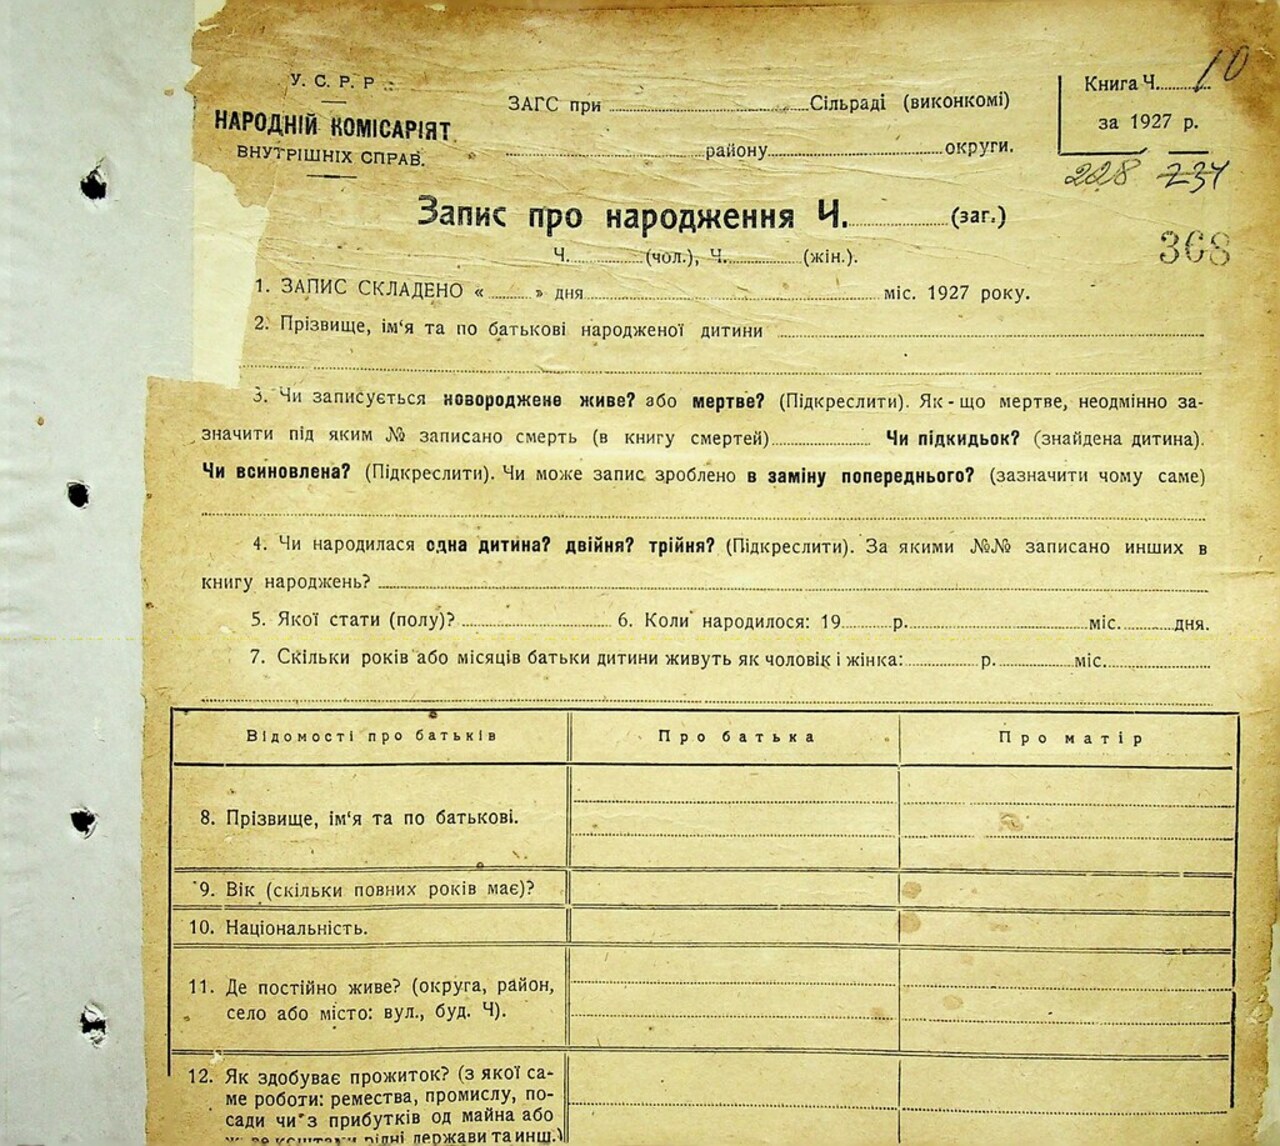 У. С. Р. Р.
НАРОДНІЙ КОМІСАРІЯТ
ВНУТРІШНІХ СПРАВ.
ЗАГС при Сільраді (виконкомі)
району округи.
Книга Ч. 10
за 1927 р.
228 734
368
Запис про народження Ч. (заг.)
Ч. (чол.), Ч. (жін.).
1. ЗАПИС СКЛАДЕНО « » дня міс. 1927 року.
2. Прізвище, ім‘я та по батькові народженої дитини
3. Чи записується новороджене живе? або мертве? (Підкреслити). Як-що мертве, неодмінно за-
значити під яким № записано смерть (в книгу смертей) Чи підкидьок? (знайдена дитина).
Чи всиновлена? (Підкреслити). Чи може запис зроблено в заміну попереднього? (зазначити чому саме)
4. Чи народилася одна дитина? двійня? трійня? (Підкреслити). За якими №№ записано инших в
книгу народжень?
5. Якої стати (полу)? 6. Коли народилося: 19 р. міс. дня.
7. Скільки років або місяців батьки дитини живуть як чоловік і жінка: р. міс.
Відомості про батьків Про батька Про матір
8. Прізвище, ім‘я та по батькові.
9. Вік (скільки повних років має)?
10. Національність.
11. Де постійно живе? (округа, район,
село або місто: вул., буд. Ч).
12. Як здобуває прожиток? (з якої са-
ме роботи: ремества, промислу, по-
сади чи з прибутків од майна або
кошта рідні держави та инш.)